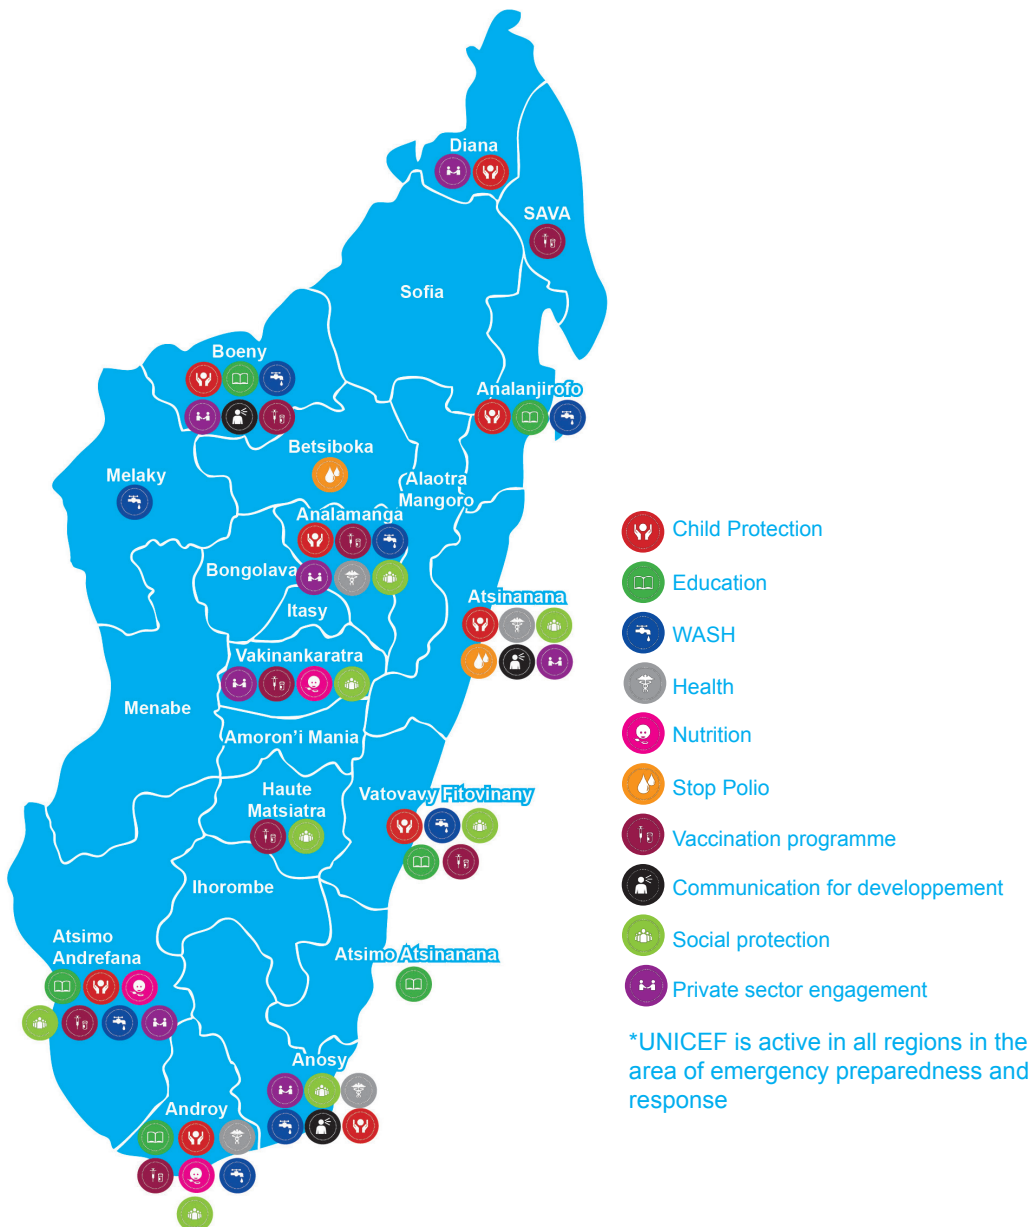 Diana
SAVA
Sofia
Boeny
Analanjirofo
Betsiboka
Melaky
Alaotra
Mangoro
Analamanga
Bongolava
Itasy
Atsinanana
Vakinankaratra
Menabe
Amoron'i Mania
Haute
Matsiatra
Vatovavy Fitovinany
Ihorombe
Atsimo
Andrefana
Atsimo Atsinanana
Anosy
Androy
Child Protection
Education
WASH
Health
Nutrition
Stop Polio
Vaccination programme
Communication for developpement
Social protection
Private sector engagement
*UNICEF is active in all regions in the
area of emergency preparedness and
response